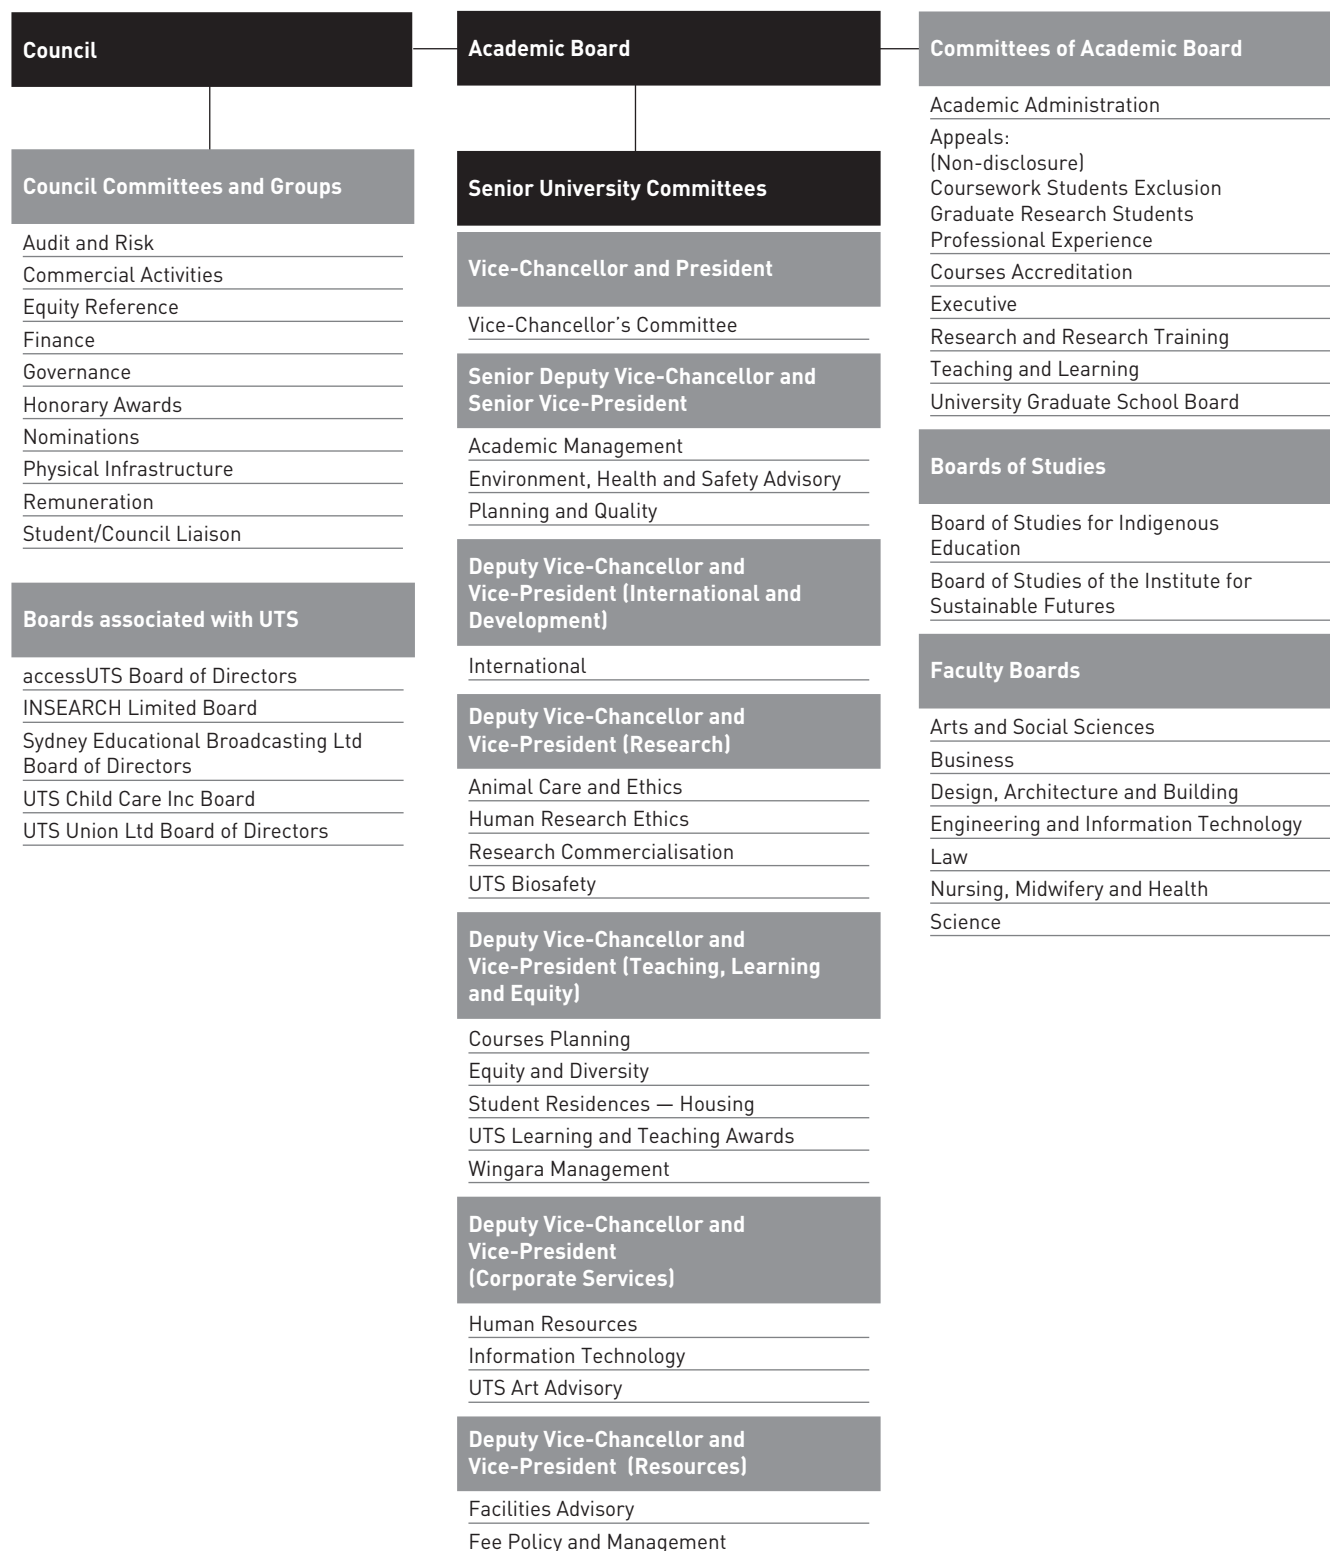 Council
Council Committees and Groups
Audit and Risk
Commercial Activities
Equity Reference
Finance
Governance
Honorary Awards
Nominations
Physical Infrastructure
Remuneration
Student/Council Liaison
Boards associated with UTS
accessUTS Board of Directors
INSEARCH Limited Board
Sydney Educational Broadcasting Ltd
Board of Directors
UTS Child Care Inc Board
UTS Union Ltd Board of Directors
Academic Board
Senior University Committees
Vice-Chancellor and President
Vice-Chancellor’s Committee
Senior Deputy Vice-Chancellor and
Senior Vice-President
Academic Management
Environment, Health and Safety Advisory
Planning and Quality
Deputy Vice-Chancellor and
Vice-President (International and
Development)
International
Deputy Vice-Chancellor and
Vice-President (Research)
Animal Care and Ethics
Human Research Ethics
Research Commercialisation
UTS Biosafety
Deputy Vice-Chancellor and
Vice-President (Teaching, Learning
and Equity)
Courses Planning
Equity and Diversity
Student Residences — Housing
UTS Learning and Teaching Awards
Wingara Management
Deputy Vice-Chancellor and
Vice-President
(Corporate Services)
Human Resources
Information Technology
UTS Art Advisory
Deputy Vice-Chancellor and
Vice-President (Resources)
Facilities Advisory
Fee Policy and Management
Committees of Academic Board
Academic Administration
Appeals:
(Non-disclosure)
Coursework Students Exclusion
Graduate Research Students
Professional Experience
Courses Accreditation
Executive
Research and Research Training
Teaching and Learning
University Graduate School Board
Boards of Studies
Board of Studies for Indigenous
Education
Board of Studies of the Institute for
Sustainable Futures
Faculty Boards
Arts and Social Sciences
Business
Design, Architecture and Building
Engineering and Information Technology
Law
Nursing, Midwifery and Health
Science